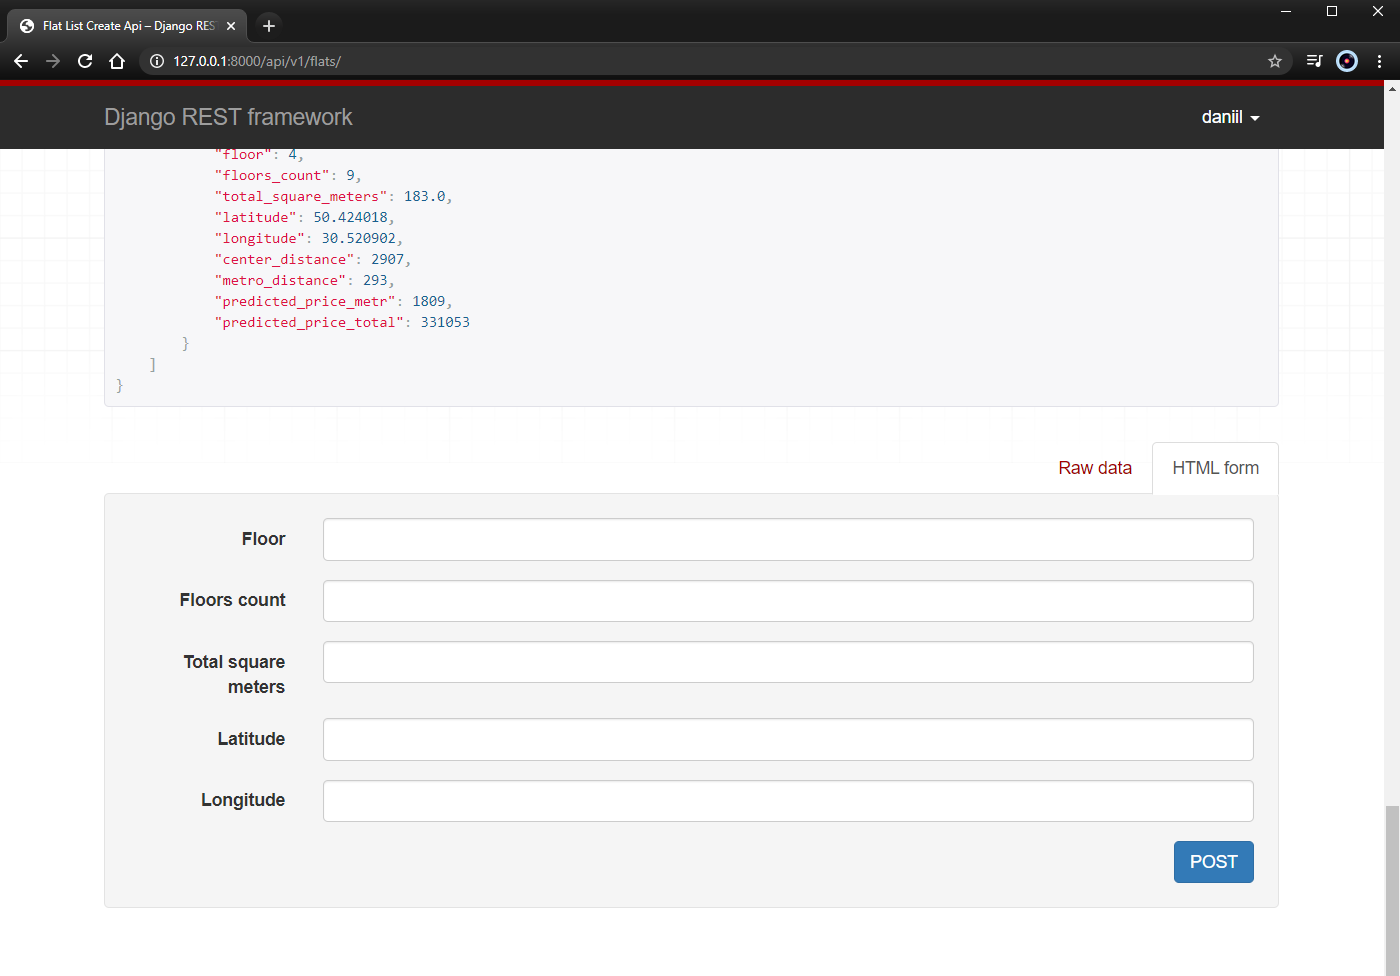 Flat List Create Api – Django RES
127.0.0.1:8000/api/v1/flats/
Django REST framework
daniil
"floor": 4,
"floors_count": 9,
"total_square_meters": 183.0,
"latitude": 50.424018,
"longitude": 30.520902,
"center_distance": 2907,
"metro_distance": 293,
"predicted_price_metr": 1809,
"predicted_price_total": 331053
}
]
}
Raw data
HTML form
Floor
Floors count
Total square
meters
Latitude
Longitude
POST